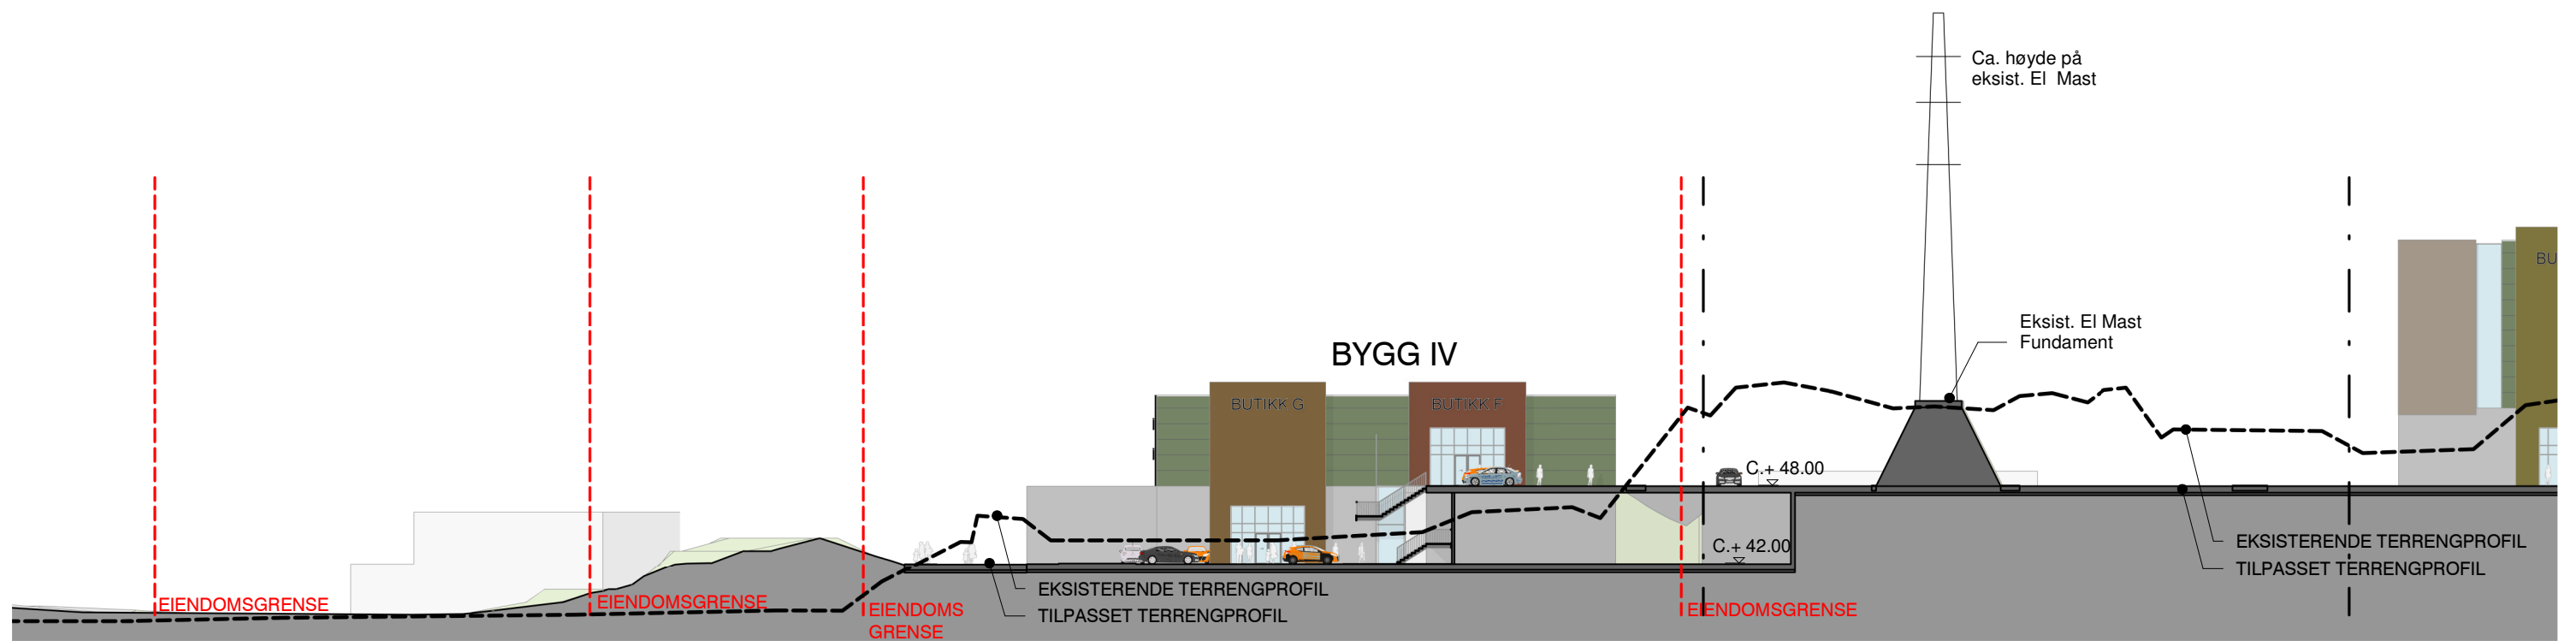 Ca. høyde på
eksist. El Mast
Eksist. El Mast
Fundament
BYGG IV
BU
BUTIKK G
BUTIKK F
C.+ 48.00
C.+ 42.00
EKSISTERENDE TERRENGPROFIL
TILPASSET TERRENGPROFIL
EKSISTERENDE TERRENGPROFIL
TILPASSET TERRENGPROFIL
EIENDOMSGRENSE
EIENDOMSGRENSE
EIENDOMS
GRENSE
EIENDOMSGRENSE